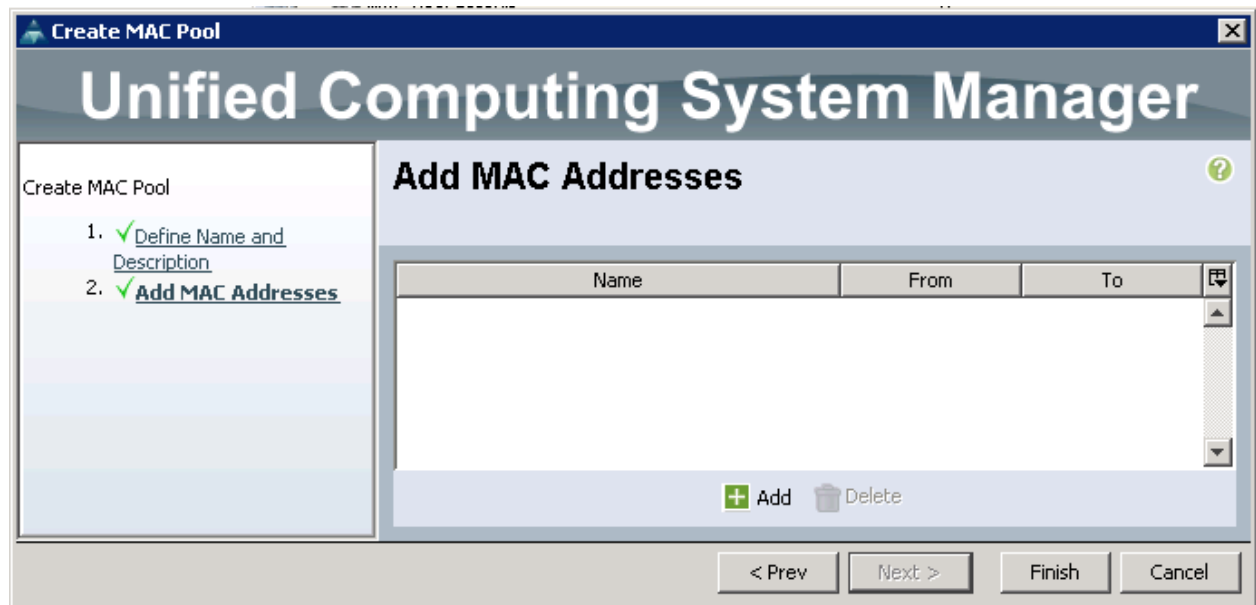 Create MAC Pool
Unified Computing System Manager
Create MAC Pool
1. Define Name and
Description
2. Add MAC Addresses
Add MAC Addresses
Name From To
Add Delete
< Prev Next > Finish Cancel